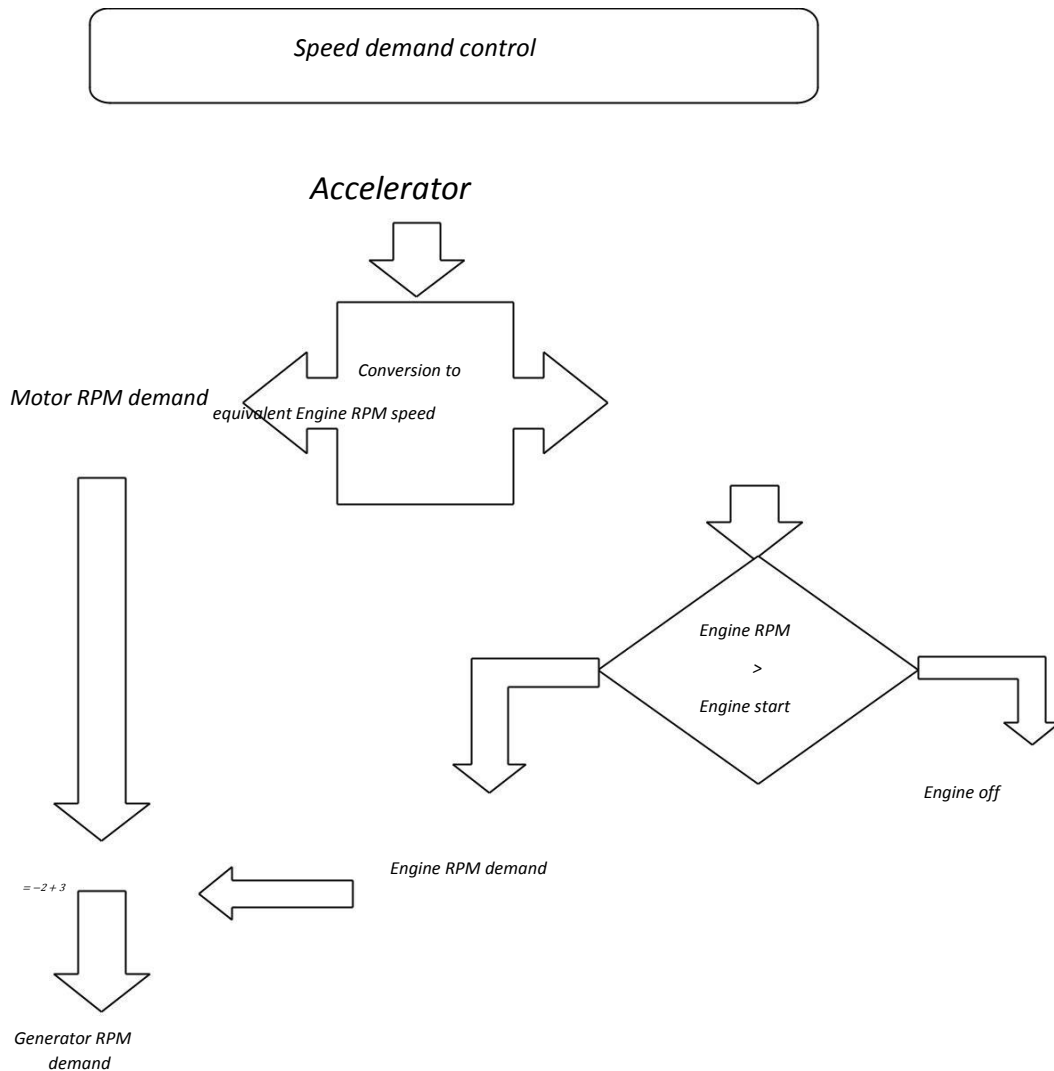 Speed demand control
Accelerator
Conversion to
equivalent Engine RPM speed
Motor RPM demand
Engine RPM
>
Engine start
Engine off
Engine RPM demand
= −2 + 3
Generator RPM
demand